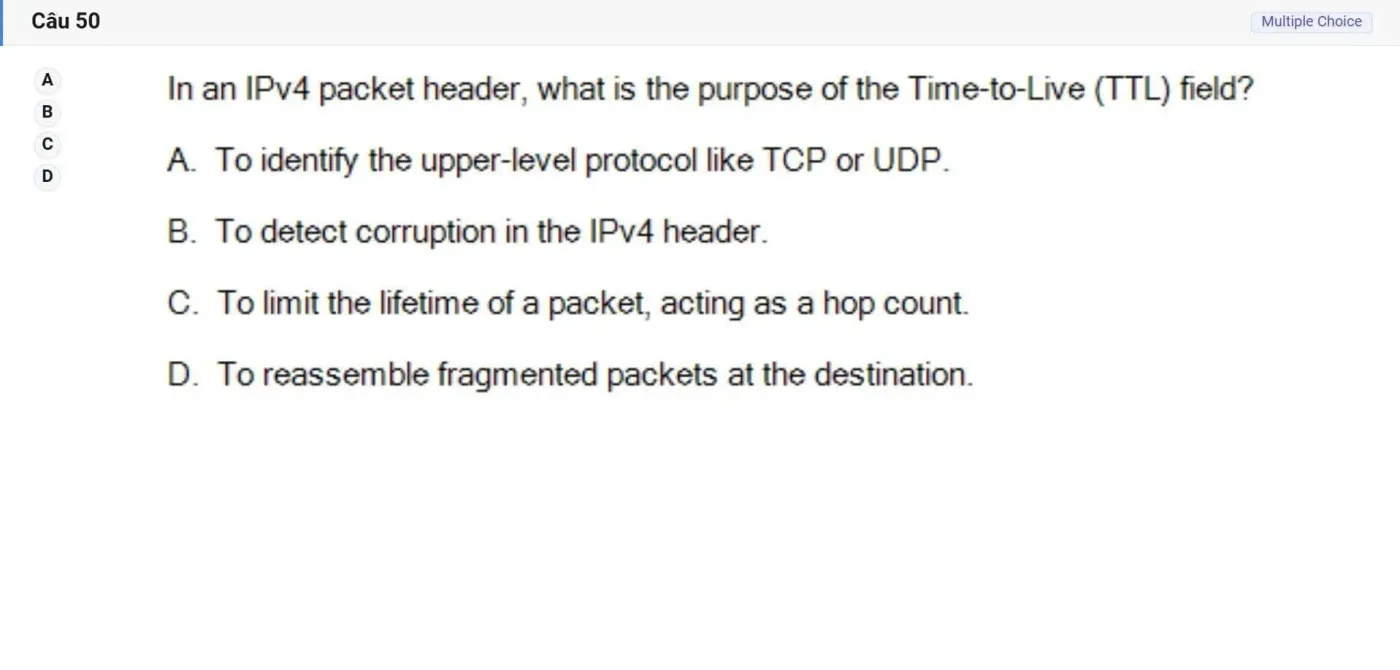 Câu 50
Multiple Choice
A
B
C
D
In an IPv4 packet header, what is the purpose of the Time-to-Live (TTL) field?
A. To identify the upper-level protocol like TCP or UDP.
B. To detect corruption in the IPv4 header.
C. To limit the lifetime of a packet, acting as a hop count.
D. To reassemble fragmented packets at the destination.